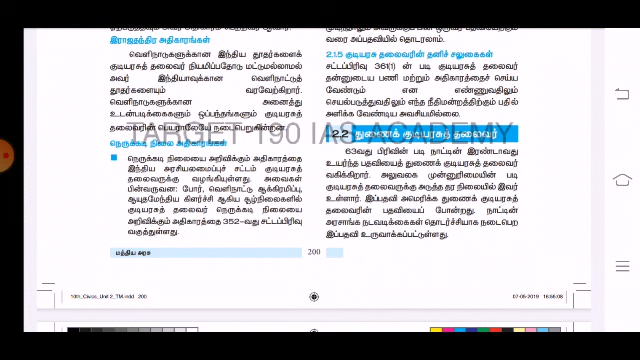 இராஜதந்திர அதிகாரங்கள்
வெளிநாடுகளுக்கான இந்திய தூதர்களைக்
குடியரசுத் தலைவர் நியமிப்பதோடு மட்டுமல்லாமல்
அவர் இந்தியாவுக்கான வெளிநாட்டுத்
தூதர்களையும் வரவேற்கிறார்.
வெளிநாடுகளுக்கான அனைத்து
உடன்படிக்கைகளும் ஒப்பந்தங்களும் குடியரசுத்
தலைவரின் பெயராலேயே நடைபெறுகின்றன.
நெருக்கடி நிலை அதிகாரங்கள்
நெருக்கடி நிலையை அறிவிக்கும் அதிகாரத்தை
இந்திய அரசியலமைப்புச் சட்டம் குடியரசுத்
தலைவருக்கு வழங்கியுள்ளது. அவைகள்
பின்வருவன: போர், வெளிநாட்டு ஆக்கிரமிப்பு,
ஆயுதமேந்திய கிளர்ச்சி ஆகிய சூழ்நிலைகளில்
குடியரசுத் தலைவர் நெருக்கடி நிலையை
அறிவிக்கும் அதிகாரத்தை 352-வது சட்டப்பிரிவு
வகுத்துள்ளது.
வரை அப்பதவியில் தொடரலாம்.
2.1.5 குடியரசு தலைவரின் தனிச் சலுகைகள்
சட்டப்பிரிவு 361(1) ன் படி குடியரசுத் தலைவர்
தன்னுடைய பணி மற்றும் அதிகாரத்தைச் செய்ய
வேண்டும் என எண்ணுவதிலும்
செயல்படுத்துவதிலும் எந்த நீதிமன்றத்திற்கும் பதில்
அளிக்க வேண்டிய அவசியமில்லை.
TARGET 190 IAS ACADEMY
2.2 துணைக் குடியரசுத் தலைவர்
63வது பிரிவின் படி நாட்டின் இரண்டாவது
உயர்ந்த பதவியைத் துணைக் குடியரசுத் தலைவர்
வகிக்கிறார். அலுவலக முன்னுரிமையின் படி
குடியரசுத் தலைவருக்கு அடுத்த தர நிலையில் இவர்
உள்ளார். இப்பதவி அமெரிக்க துணைக் குடியரசுத்
தலைவரின் பதவியைப் போன்றது. நாட்டின்
அரசாங்க நடவடிக்கைகள் தொடர்ச்சியாக நடைபெற
இப்பதவி உருவாக்கப்பட்டுள்ளது.
மத்திய அரசு
200
10th_Civics_Unit 2_TM.indd 200
07-05-2019 16:55:08